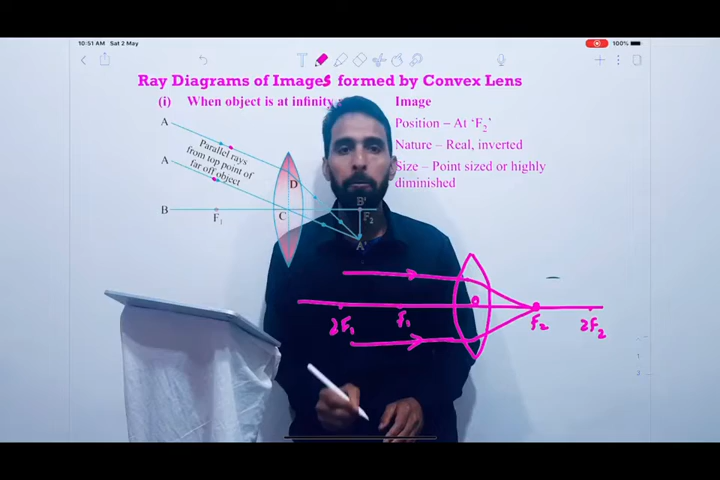 10:51 AM Sat 2 May
100%
T
Ray Diagrams of Images formed by Convex Lens
(i) When object is at infinity
Image
Position – At ‘F2’
Nature – Real, inverted
Size – Point sized or highly
diminished
A
A
Parallel rays
from top point of
far off object
D
B
F1
C
B'
F2
A'
O
2F1
F1
F2
2F2